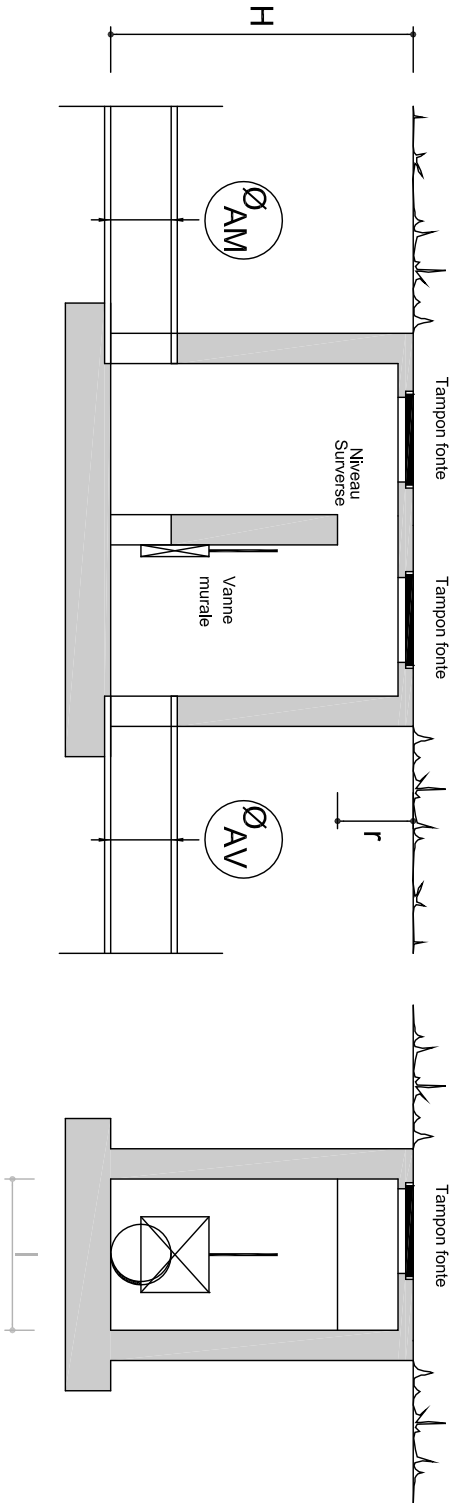 H
Ø
AM
Tampon fonte
Niveau
Surverse
Tampon fonte
Vanne
murale
Ø
AV
r
Tampon fonte
l